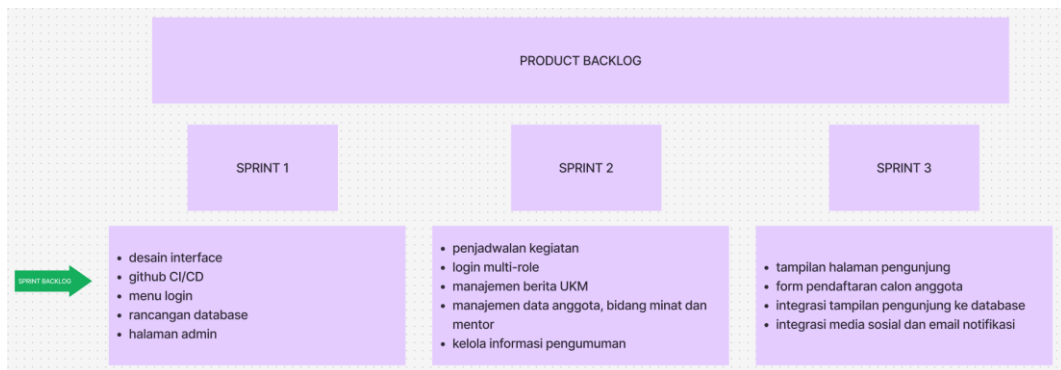 PRODUCT BACKLOG
SPRINT 1
SPRINT 2
SPRINT 3
SPRINT BACKLOG
• desain interface
• github CI/CD
• menu login
• rancangan database
• halaman admin
• penjadwalan kegiatan
• login multi-role
• manajemen berita UKM
• manajemen data anggota, bidang minat dan
mentor
• kelola informasi pengumuman
• tampilan halaman pengunjung
• form pendaftaran calon anggota
• integrasi tampilan pengunjung ke database
• integrasi media sosial dan email notifikasi